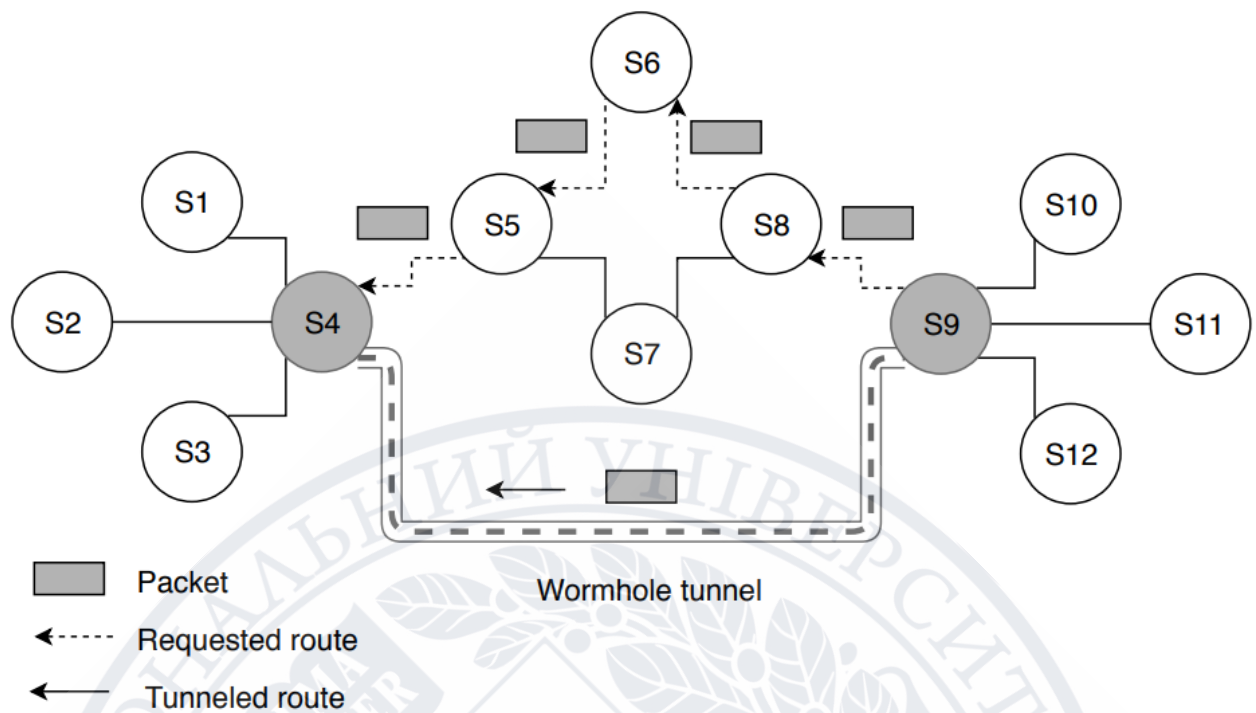 S6
S1
S5
S8
S10
S2
S4
S9
S11
S7
S3
S12
Packet
Wormhole tunnel
Requested route
Tunneled route